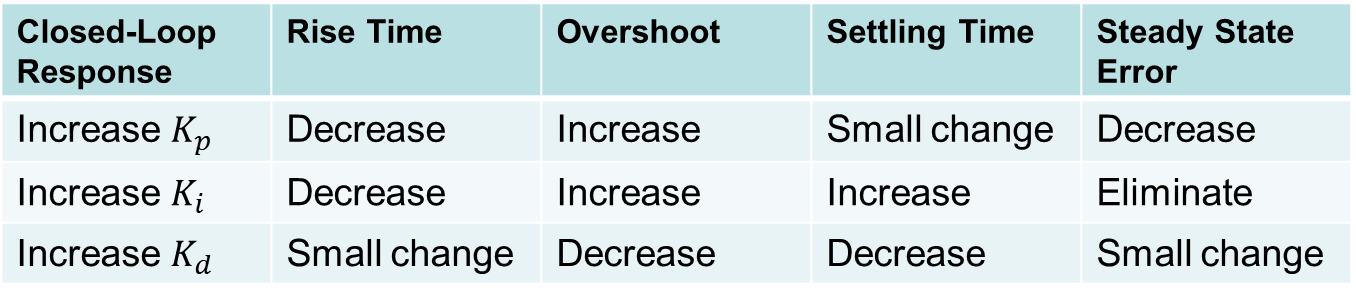 Closed-Loop Response Rise Time Overshoot Settling Time Steady State Error
Increase K_p Decrease Increase Small change Decrease
Increase K_i Decrease Increase Increase Eliminate
Increase K_d Small change Decrease Decrease Small change